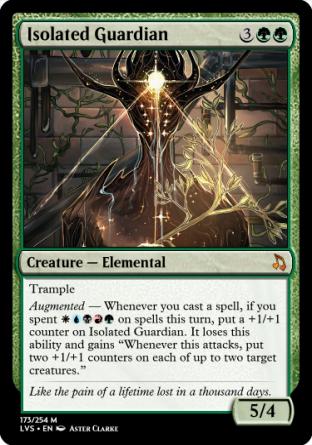 Isolated Guardian 3
Creature — Elemental
Trample
Augmented — Whenever you cast a spell, if you
spent on spells this turn, put a +1/+1
counter on Isolated Guardian. It loses this
ability and gains “Whenever this attacks, put
two +1/+1 counters on each of up to two target
creatures.”
Like the pain of a lifetime lost in a thousand days.
173/254 M
LVS • EN Aster Clarke
5/4